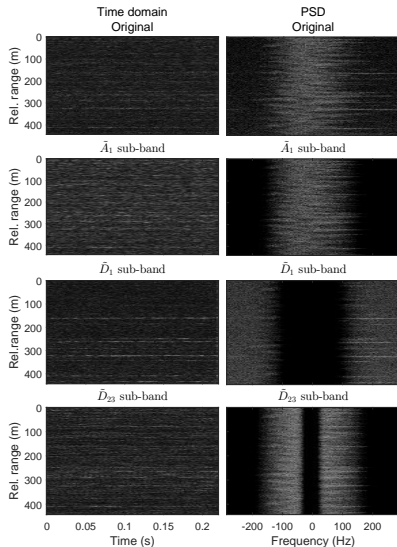 Time domain
Original
PSD
Original
Rel. range (m)
0
100
200
300
400
Ã₁ sub-band
Ã₁ sub-band
Rel. range (m)
0
100
200
300
400
D̃₁ sub-band
D̃₁ sub-band
Rel.range (m)
0
100
200
300
400
D̃₂₃ sub-band
D̃₂₃ sub-band
Rel. range (m)
0
100
200
300
400
0 0.05 0.1 0.15 0.2
-200 -100 0 100 200
Time (s)
Frequency (Hz)